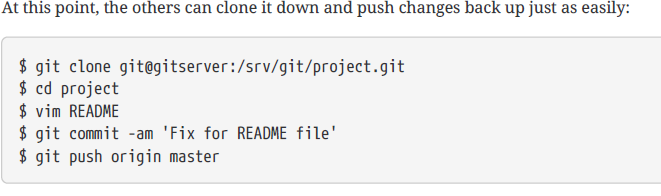 At this point, the others can clone it down and push changes back up just as easily:
$ git clone git@gitserver:/srv/git/project.git
$ cd project
$ vim README
$ git commit -am 'Fix for README file'
$ git push origin master